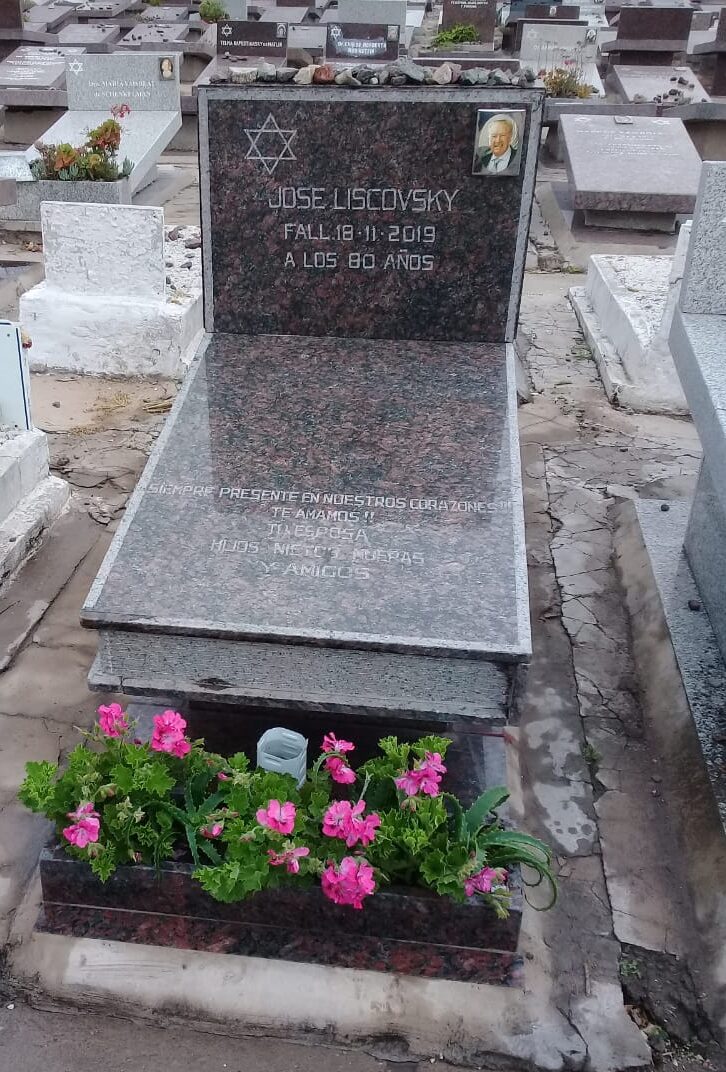 JOSE LISCOVSKY
FALL.18·11·2019
A LOS 80 AÑOS
SIEMPRE PRESENTE EN NUESTROS CORAZONES!!
TE AMAMOS!!
TU ESPOSA
HIJOS NIETOS NUERAS
Y AMIGOS